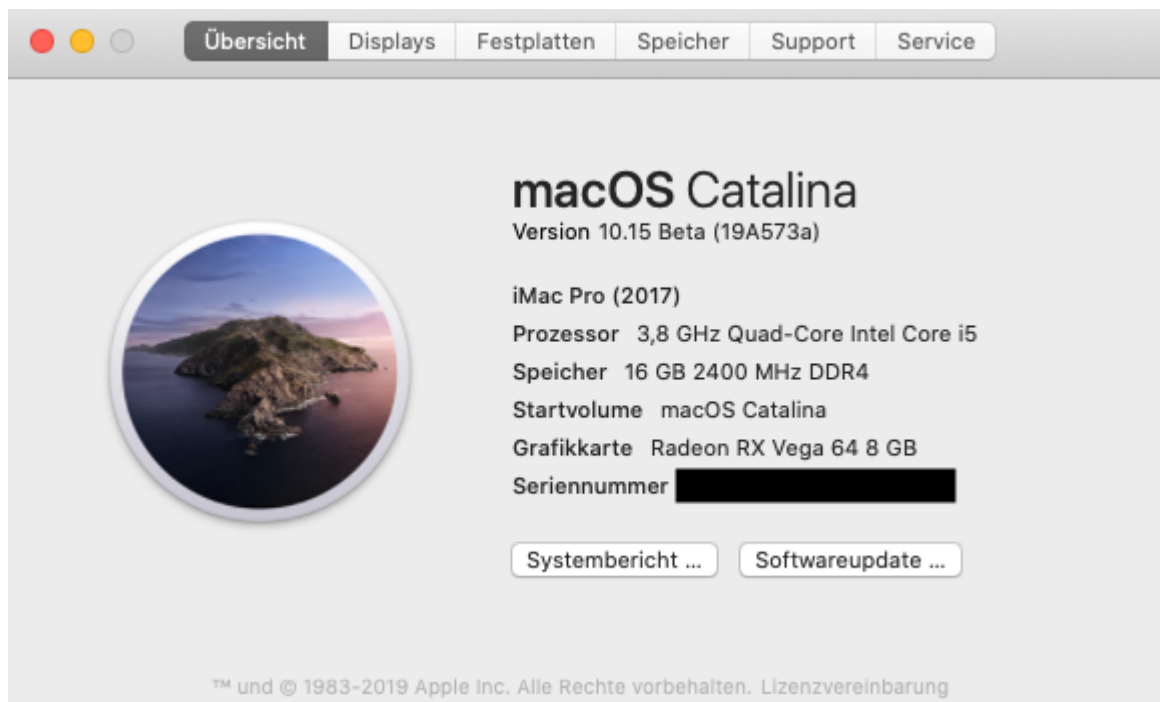 Übersicht Displays Festplatten Speicher Support Service
macOS Catalina
Version 10.15 Beta (19A573a)
iMac Pro (2017)
Prozessor 3,8 GHz Quad-Core Intel Core i5
Speicher 16 GB 2400 MHz DDR4
Startvolume macOS Catalina
Grafikkarte Radeon RX Vega 64 8 GB
Seriennummer
Systembericht ... Softwareupdate ...
™ und © 1983-2019 Apple Inc. Alle Rechte vorbehalten. Lizenzvereinbarung